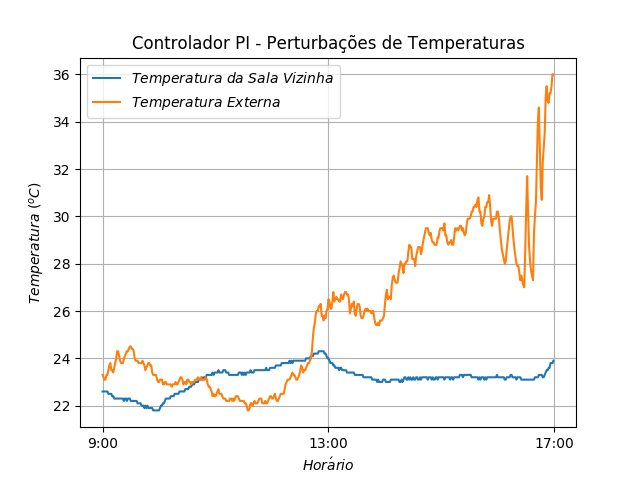 Controlador PI - Perturbações de Temperaturas
Temperatura da Sala Vizinha
Temperatura Externa
Temperatura (°C)
36
34
32
30
28
26
24
22
9:00
13:00
17:00
Horário